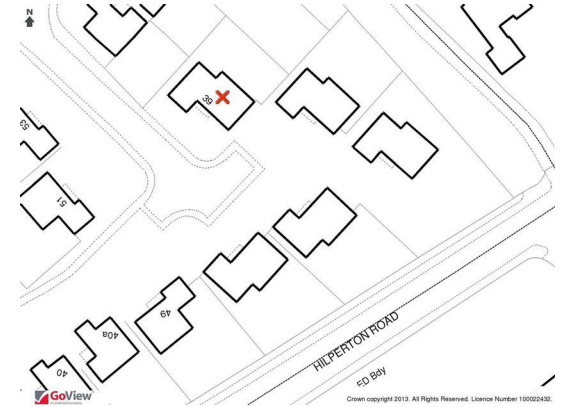 N
39
53
51
49
40a
40
HILPERTON ROAD
ED Bdy
GoView
Crown copyright 2013. All Rights Reserved. Licence Number 100022432.